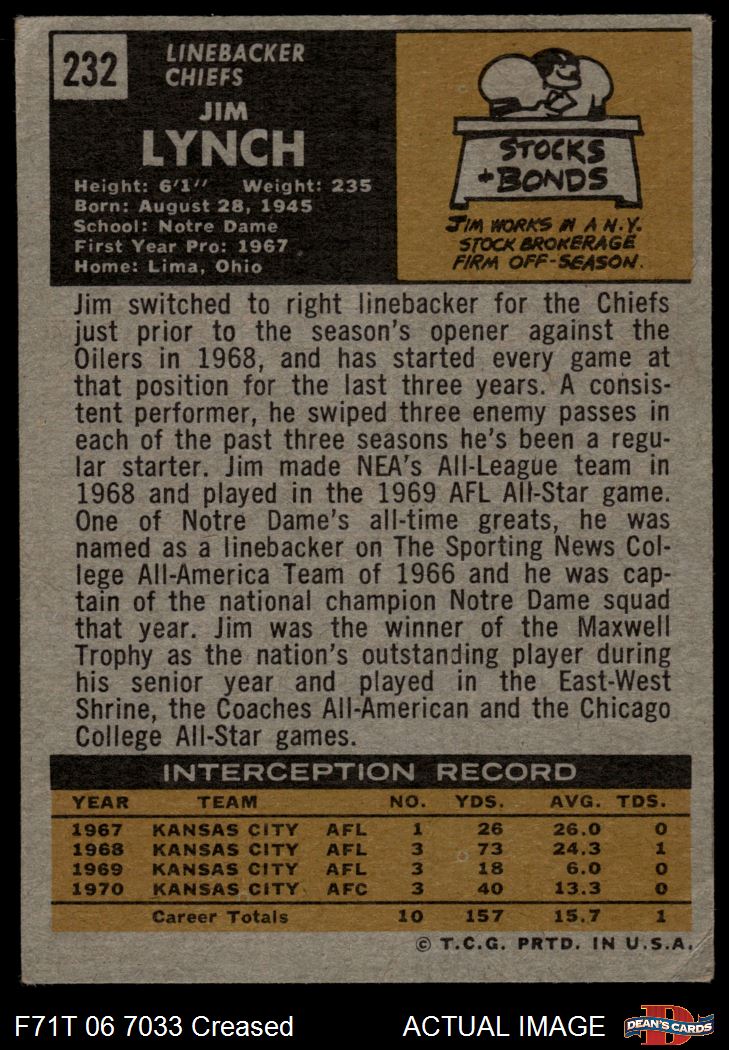 232
LINEBACKER
CHIEFS
JIM
LYNCH
Height: 6'1" Weight: 235
Born: August 28, 1945
School: Notre Dame
First Year Pro: 1967
Home: Lima, Ohio
STOCKS
+BONDS
JIM WORKS IN A N.Y.
STOCK BROKERAGE
FIRM OFF-SEASON.
Jim switched to right linebacker for the Chiefs
just prior to the season's opener against the
Oilers in 1968, and has started every game at
that position for the last three years. A consis-
tent performer, he swiped three enemy passes in
each of the past three seasons he's been a regu-
lar starter. Jim made NEA's All-League team in
1968 and played in the 1969 AFL All-Star game.
One of Notre Dame's all-time greats, he was
named as a linebacker on The Sporting News Col-
lege All-America Team of 1966 and he was cap-
tain of the national champion Notre Dame squad
that year. Jim was the winner of the Maxwell
Trophy as the nation's outstanding player during
his senior year and played in the East-West
Shrine, the Coaches All-American and the Chicago
College All-Star games.
INTERCEPTION RECORD
YEAR TEAM NO. YDS. AVG. TDS.
1967 KANSAS CITY AFL 1 26 26.0 0
1968 KANSAS CITY AFL 3 73 24.3 1
1969 KANSAS CITY AFL 3 18 6.0 0
1970 KANSAS CITY AFC 3 40 13.3 0
Career Totals 10 157 15.7 1
© T.C.G. PRTD. IN U.S.A.
F71T 06 7033 Creased ACTUAL IMAGE D DEAN'S CARDS